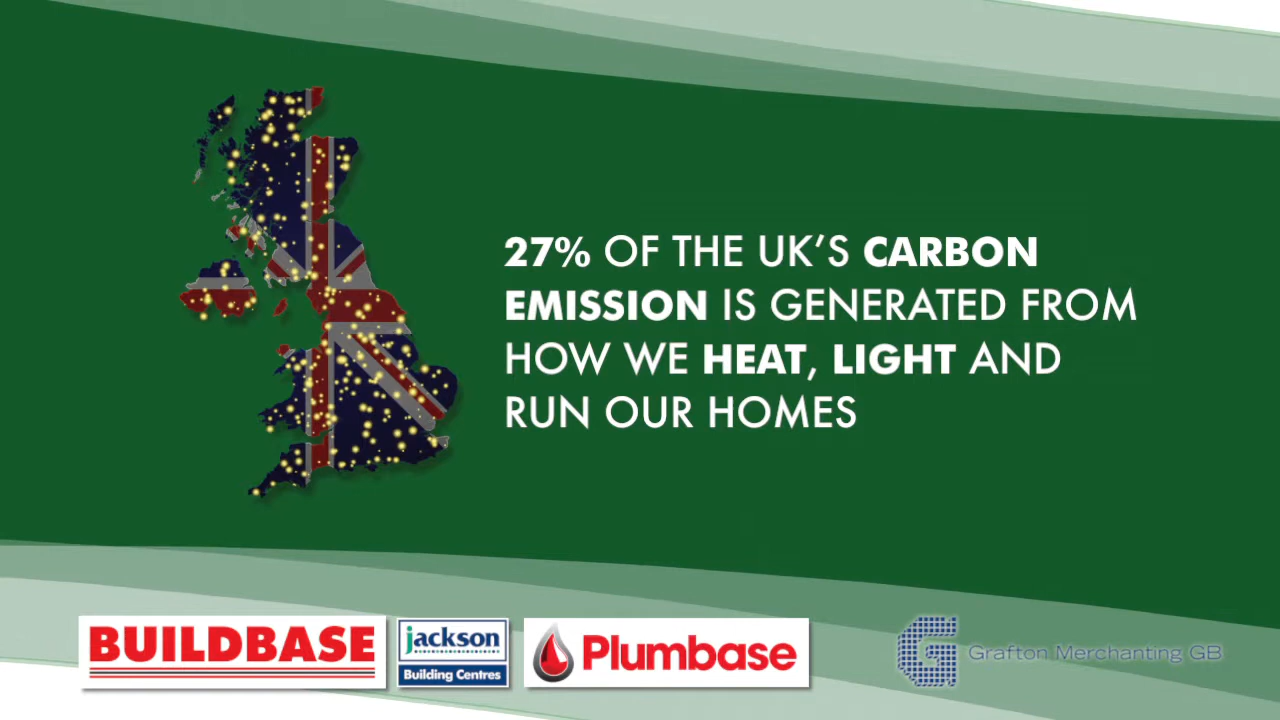 27% OF THE UK'S CARBON
EMISSION IS GENERATED FROM
HOW WE HEAT, LIGHT AND
RUN OUR HOMES
BUILDBASE
jackson
Building Centres
Plumbase
Grafton Merchanting GB